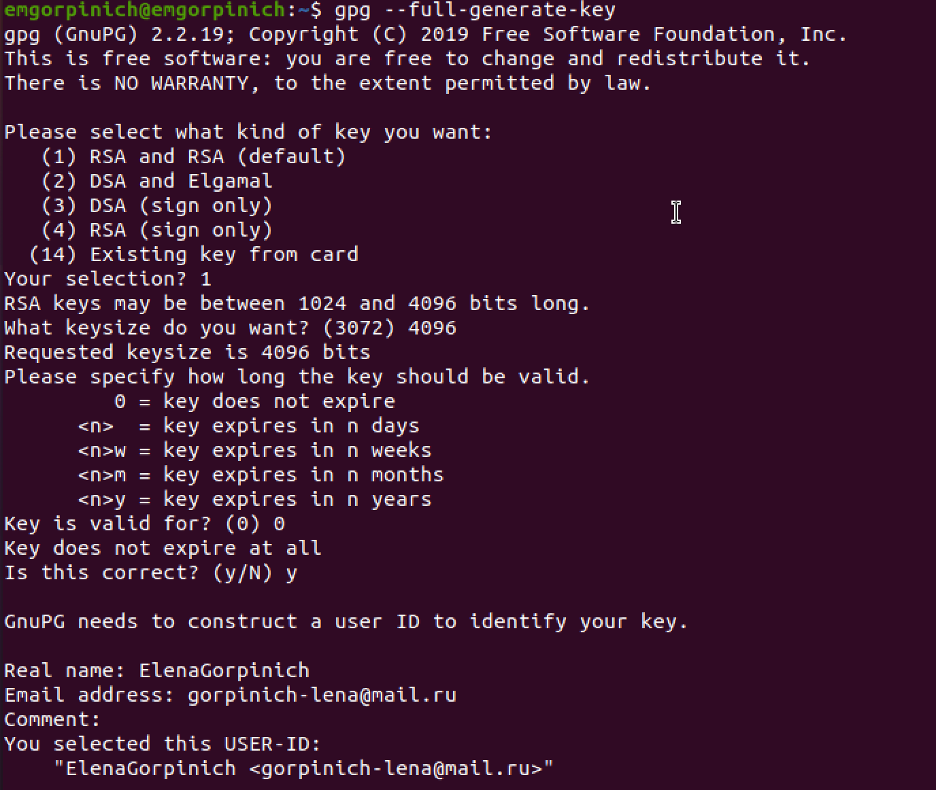 emgorpinich@emgorpinich:~$ gpg --full-generate-key
gpg (GnuPG) 2.2.19; Copyright (C) 2019 Free Software Foundation, Inc.
This is free software: you are free to change and redistribute it.
There is NO WARRANTY, to the extent permitted by law.

Please select what kind of key you want:
   (1) RSA and RSA (default)
   (2) DSA and Elgamal
   (3) DSA (sign only)
   (4) RSA (sign only)
  (14) Existing key from card
Your selection? 1
RSA keys may be between 1024 and 4096 bits long.
What keysize do you want? (3072) 4096
Requested keysize is 4096 bits
Please specify how long the key should be valid.
         0 = key does not expire
      <n>  = key expires in n days
      <n>w = key expires in n weeks
      <n>m = key expires in n months
      <n>y = key expires in n years
Key is valid for? (0) 0
Key does not expire at all
Is this correct? (y/N) y

GnuPG needs to construct a user ID to identify your key.

Real name: ElenaGorpinich
Email address: gorpinich-lena@mail.ru
Comment:
You selected this USER-ID:
    "ElenaGorpinich <gorpinich-lena@mail.ru>"